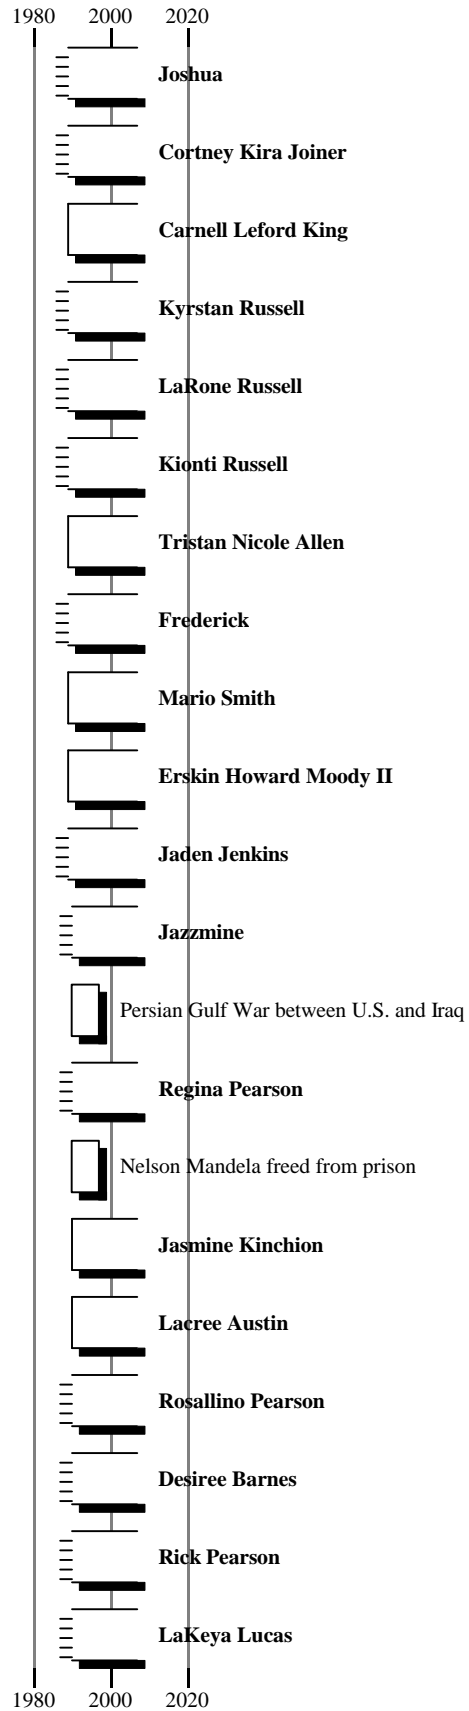 1980 2000 2020
Joshua
Cortney Kira Joiner
Carnell Leford King
Kyrstan Russell
LaRone Russell
Kionti Russell
Tristan Nicole Allen
Frederick
Mario Smith
Erskin Howard Moody II
Jaden Jenkins
Jazzmine
Persian Gulf War between U.S. and Iraq
Regina Pearson
Nelson Mandela freed from prison
Jasmine Kinchion
Lacree Austin
Rosallino Pearson
Desiree Barnes
Rick Pearson
LaKeya Lucas
1980 2000 2020